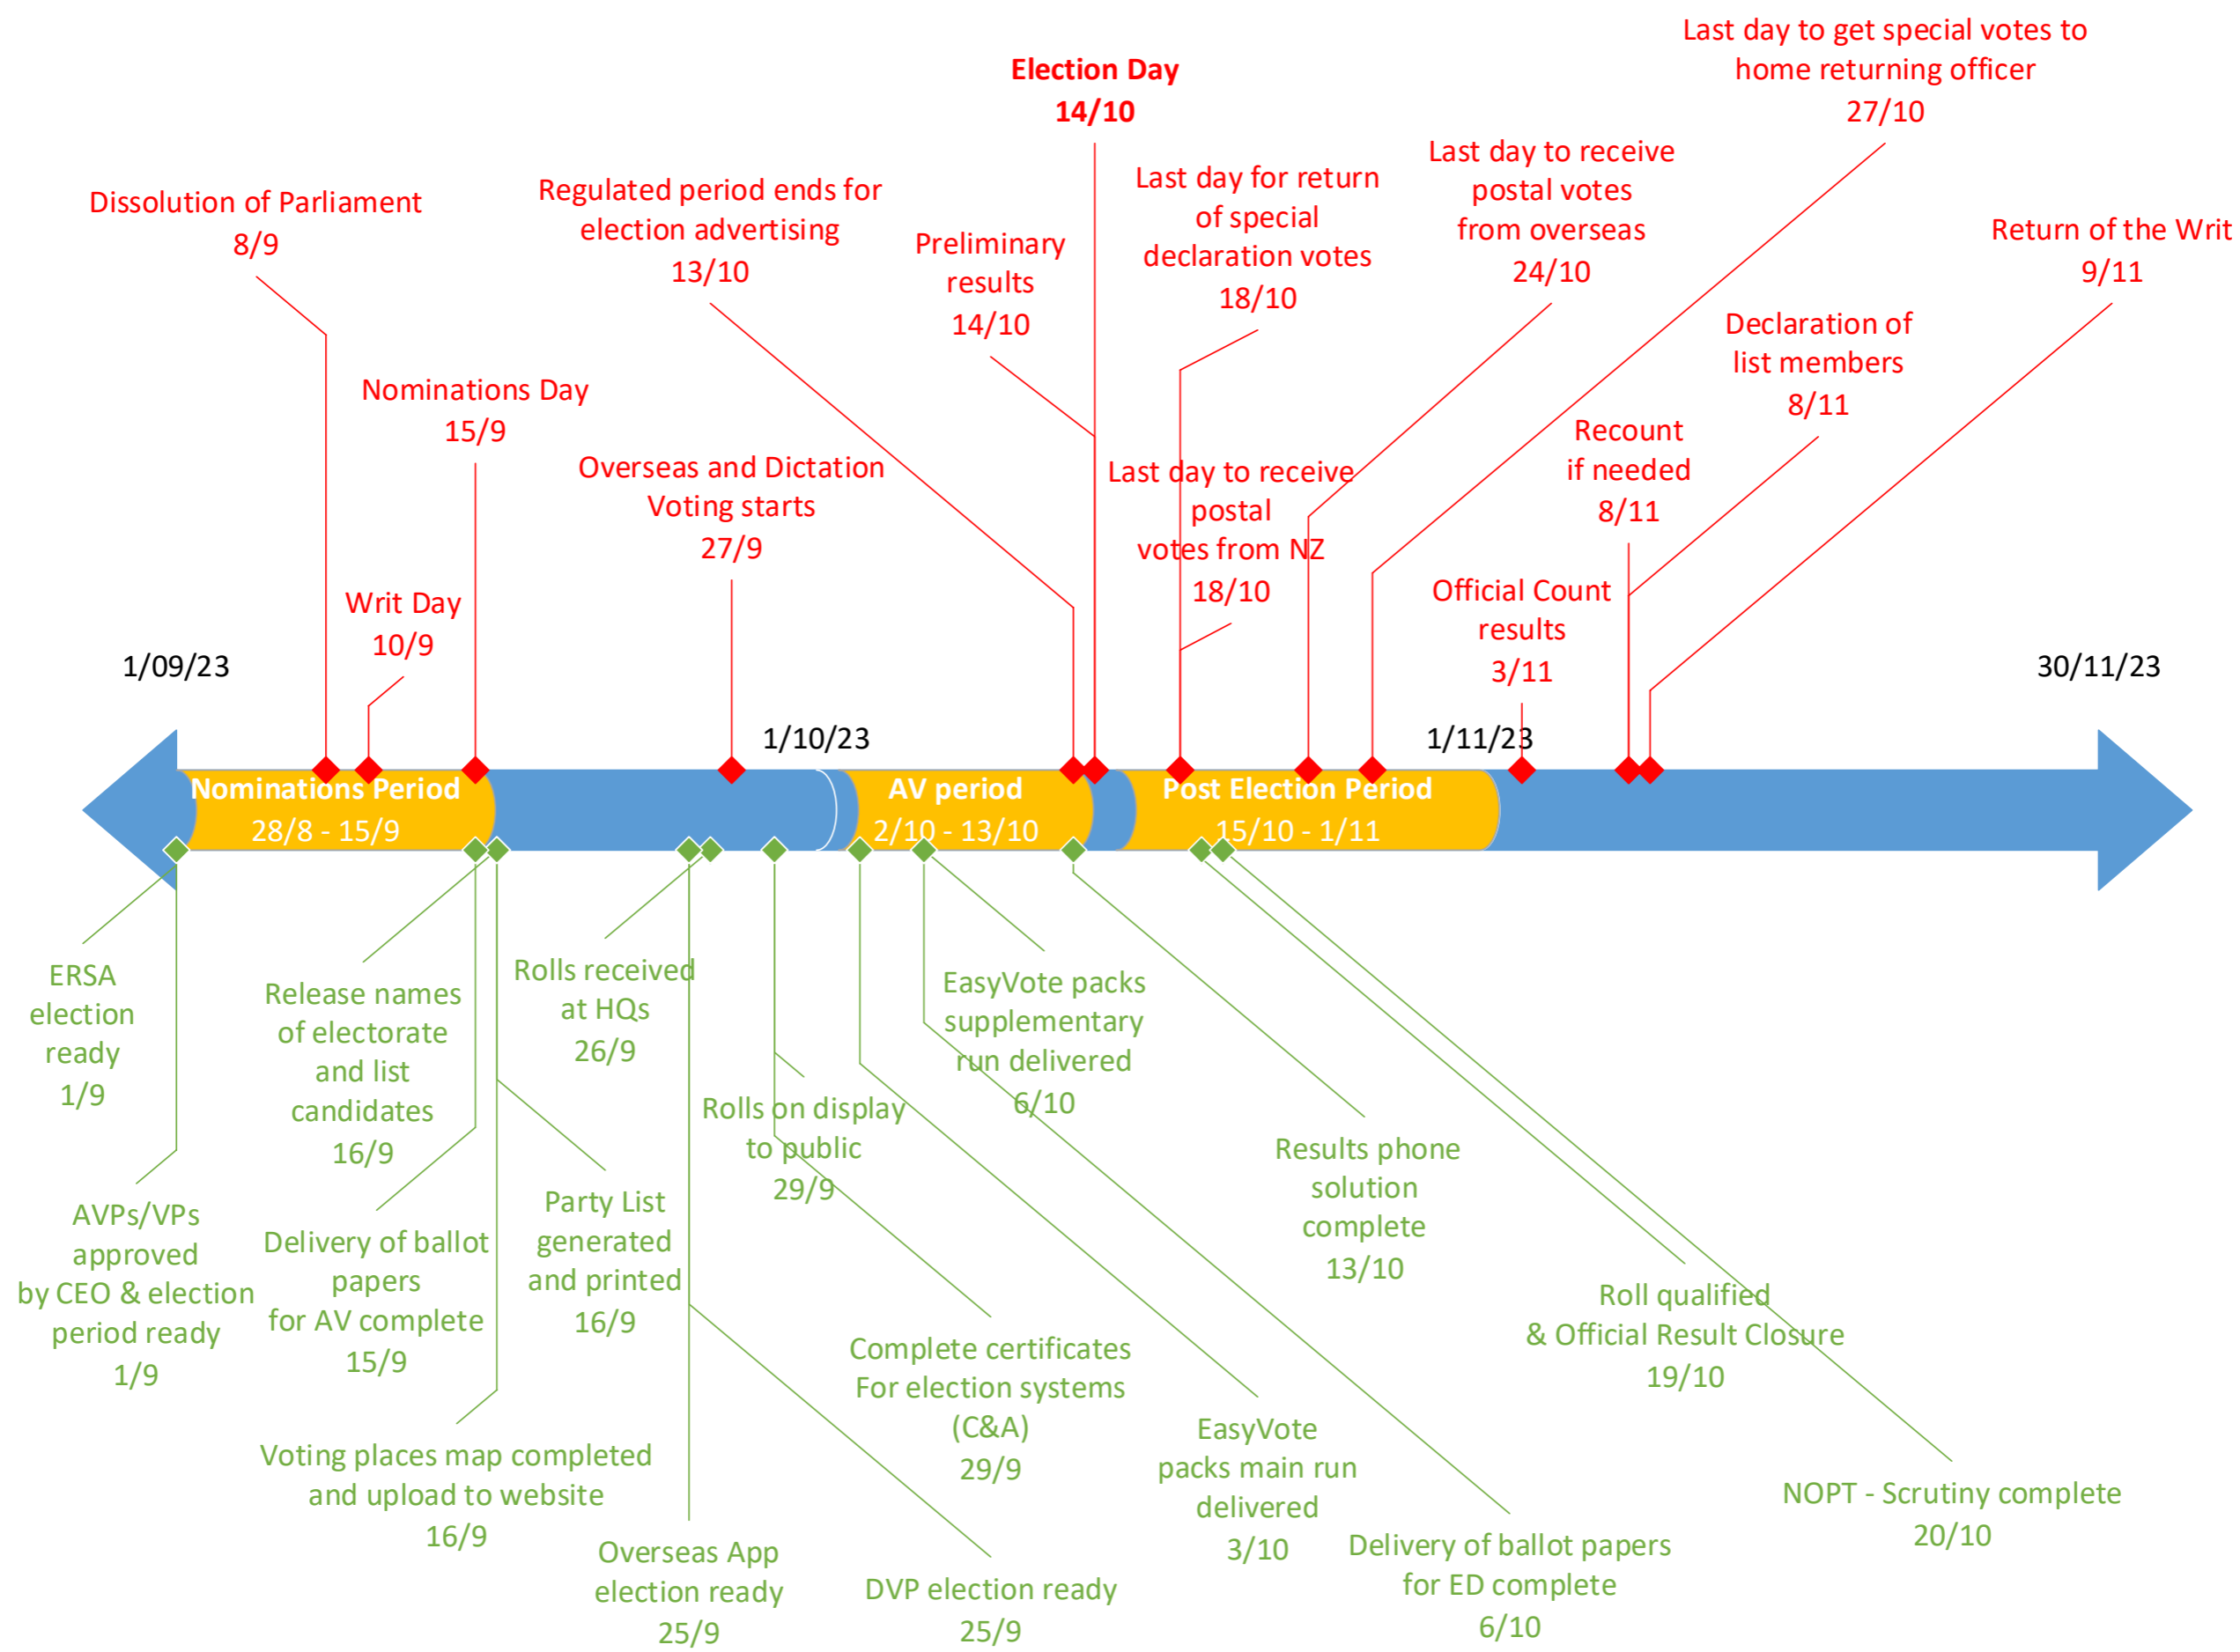 Last day to get special votes to
home returning officer
27/10
Election Day
14/10
Last day to receive
postal votes
from overseas
24/10
Last day for return
of special
declaration votes
18/10
Regulated period ends for
election advertising
13/10
Dissolution of Parliament
8/9
Preliminary
results
14/10
Return of the Writ
9/11
Declaration of
list members
8/11
Nominations Day
15/9
Recount
if needed
8/11
Overseas and Dictation
Voting starts
27/9
Last day to receive
postal
votes from NZ
18/10
Official Count
results
3/11
Writ Day
10/9
1/09/23
30/11/23
1/10/23
1/11/23
Nominations Period
28/8 - 15/9
AV period
2/10 - 13/10
Post Election Period
15/10 - 1/11
ERSA
election
ready
1/9
Release names
of electorate
and list
candidates
16/9
Rolls received
at HQs
26/9
EasyVote packs
supplementary
run delivered
6/10
Rolls on display
to public
29/9
Results phone
solution
complete
13/10
AVPs/VPs
approved
by CEO & election
period ready
1/9
Delivery of ballot
papers
for AV complete
15/9
Party List
generated
and printed
16/9
Roll qualified
& Official Result Closure
19/10
Complete certificates
For election systems
(C&A)
29/9
EasyVote
packs main run
delivered
3/10
Voting places map completed
and upload to website
16/9
NOPT - Scrutiny complete
20/10
Overseas App
election ready
25/9
DVP election ready
25/9
Delivery of ballot papers
for ED complete
6/10